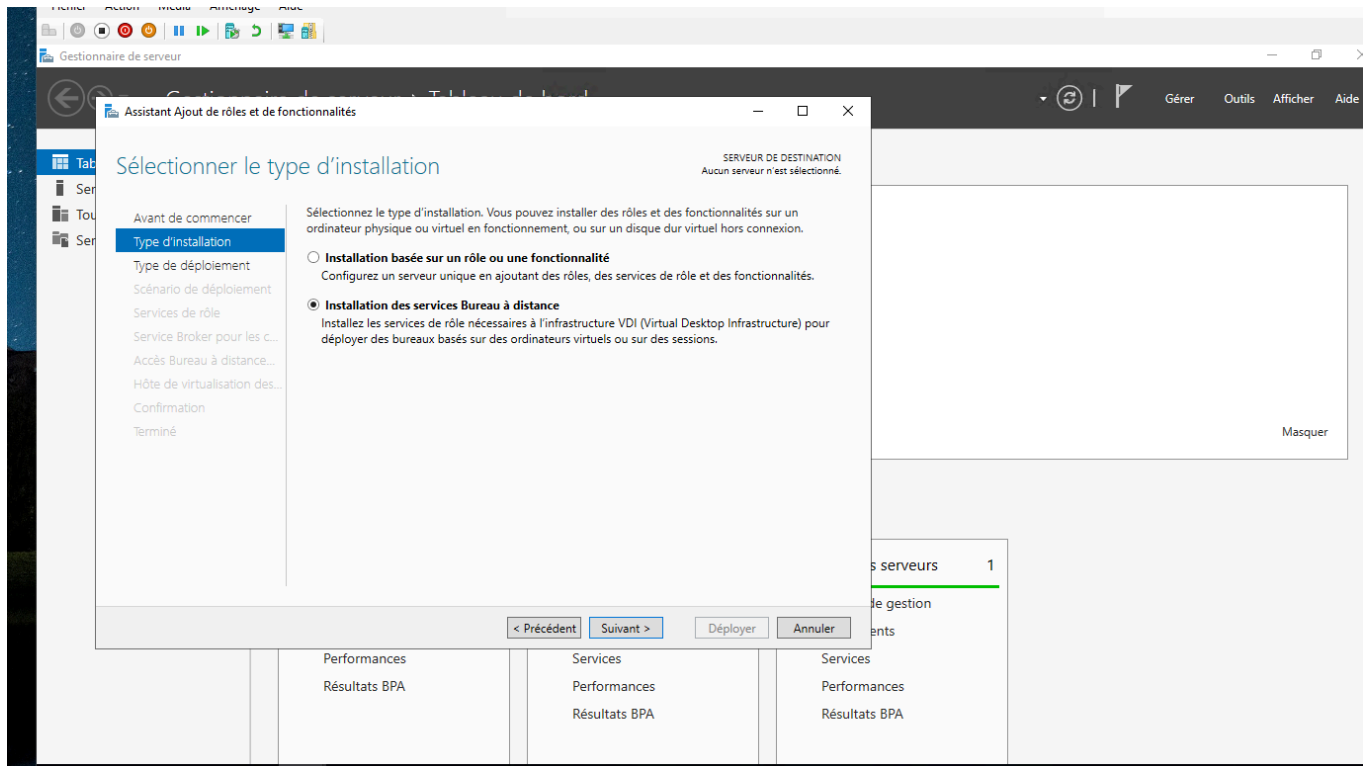 Gestionnaire de serveur
Gérer Outils Afficher Aide
Assistant Ajout de rôles et de fonctionnalités
Sélectionner le type d'installation
SERVEUR DE DESTINATION
Aucun serveur n'est sélectionné.
Avant de commencer
Type d'installation
Type de déploiement
Scénario de déploiement
Services de rôle
Service Broker pour les c...
Accès Bureau à distance...
Hôte de virtualisation des...
Confirmation
Terminé
Sélectionnez le type d'installation. Vous pouvez installer des rôles et des fonctionnalités sur un
ordinateur physique ou virtuel en fonctionnement, ou sur un disque dur virtuel hors connexion.
Installation basée sur un rôle ou une fonctionnalité
Configurez un serveur unique en ajoutant des rôles, des services de rôle et des fonctionnalités.
Installation des services Bureau à distance
Installez les services de rôle nécessaires à l'infrastructure VDI (Virtual Desktop Infrastructure) pour
déployer des bureaux basés sur des ordinateurs virtuels ou sur des sessions.
< Précédent Suivant > Déployer Annuler
Tab
Ser
Tou
Ser
Masquer
s serveurs 1
de gestion
ents
Performances
Résultats BPA
Services
Performances
Résultats BPA
Services
Performances
Résultats BPA